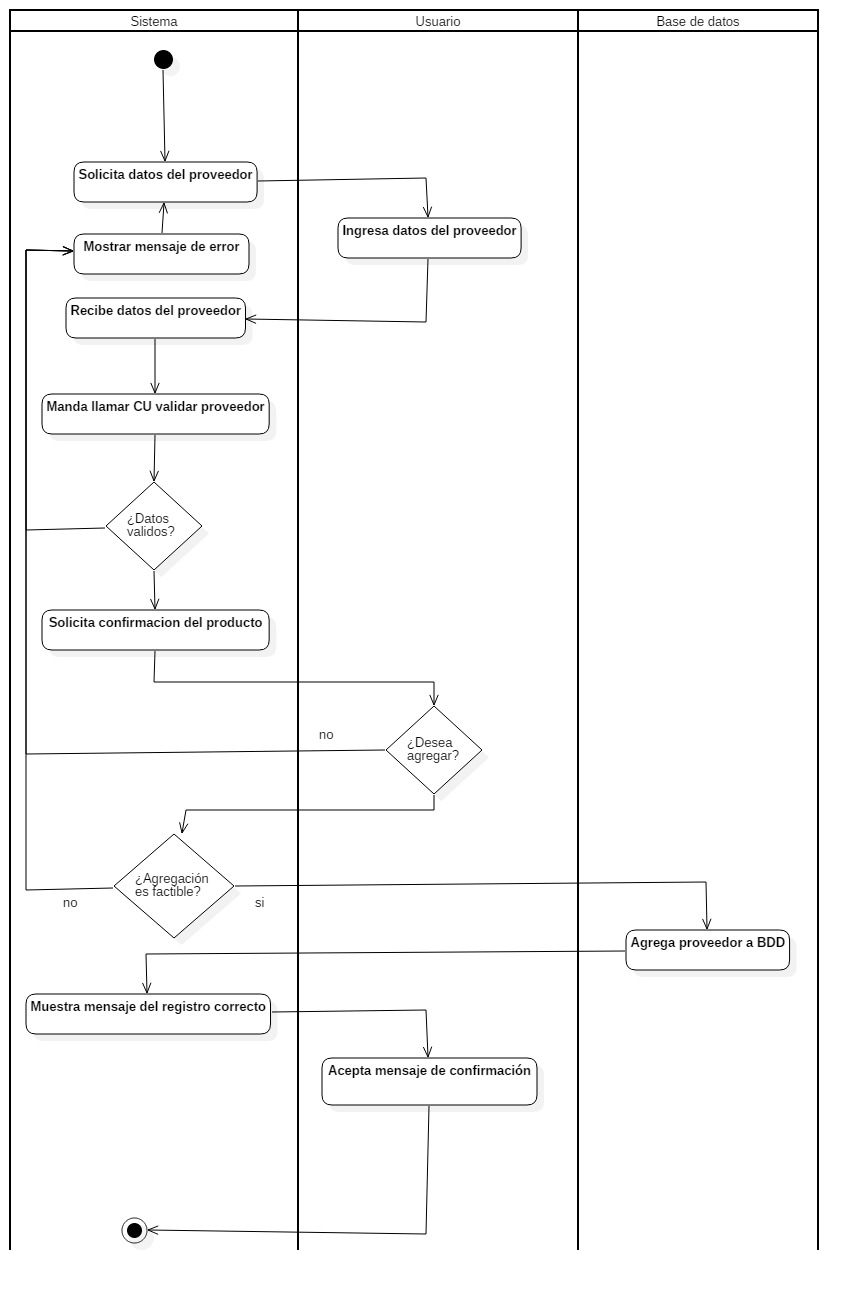 Sistema
Usuario
Base de datos
Solicita datos del proveedor
Ingresa datos del proveedor
Mostrar mensaje de error
Recibe datos del proveedor
Manda llamar CU validar proveedor
¿Datos
validos?
Solicita confirmacion del producto
no
¿Desea
agregar?
¿Agregación
es factible?
no
si
Agrega proveedor a BDD
Muestra mensaje del registro correcto
Acepta mensaje de confirmación